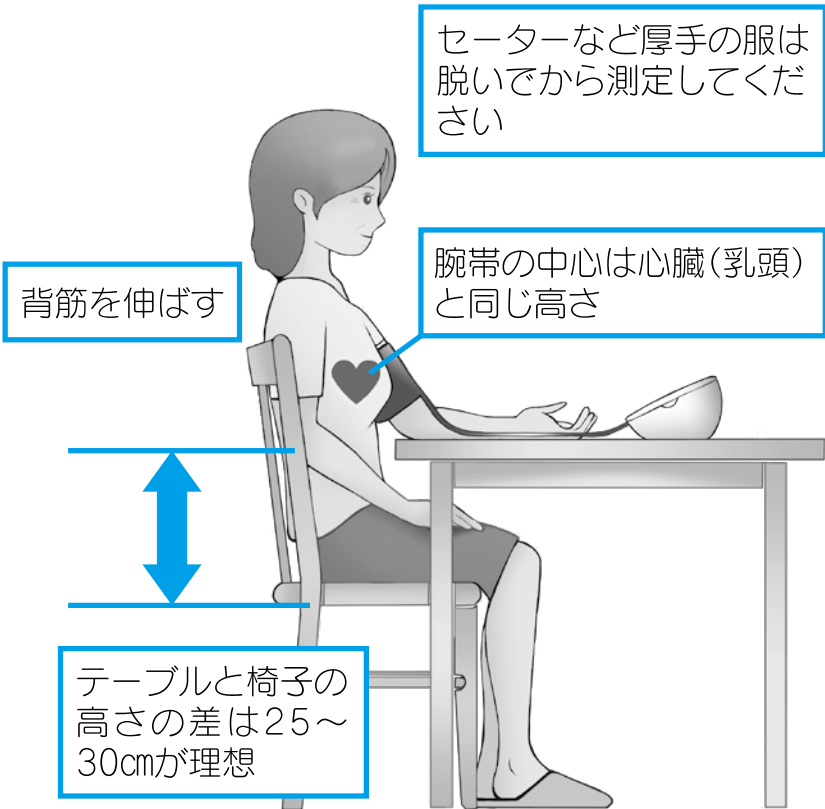 セーターなど厚手の服は
脱いでから測定してくだ
さい
腕帯の中心は心臓(乳頭)
と同じ高さ
背筋を伸ばす
テーブルと椅子の
高さの差は25～
30㎝が理想